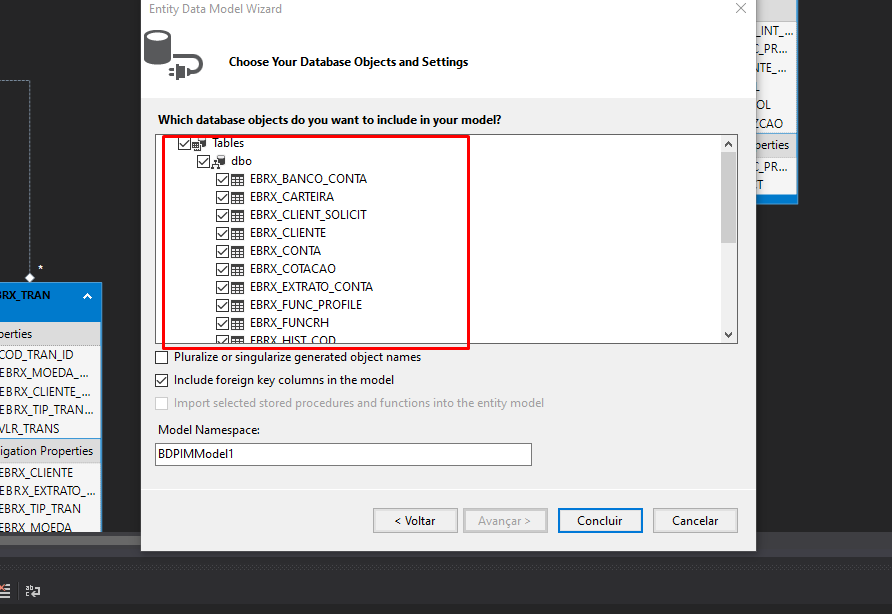 Entity Data Model Wizard
Choose Your Database Objects and Settings
Which database objects do you want to include in your model?
Tables
dbo
EBRX_BANCO_CONTA
EBRX_CARTEIRA
EBRX_CLIENT_SOLICIT
EBRX_CLIENTE
EBRX_CONTA
EBRX_COTACAO
EBRX_EXTRATO_CONTA
EBRX_FUNC_PROFILE
EBRX_FUNCRH
EBRX_HIST_COD
Pluralize or singularize generated object names
Include foreign key columns in the model
Import selected stored procedures and functions into the entity model
Model Namespace:
BDPIMModel1
< Voltar
Avançar >
Concluir
Cancelar
*
BRX_TRAN
perties
COD_TRAN_ID
EBRX_MOEDA_...
EBRX_CLIENTE_...
EBRX_TIP_TRAN...
VLR_TRANS
igation Properties
EBRX_CLIENTE
EBRX_EXTRATO_...
EBRX_TIP_TRAN
EBRX_MOEDA
_INT_...
C_PR...
NTE_...
OL
ZCAO
perties
C_PR...
T